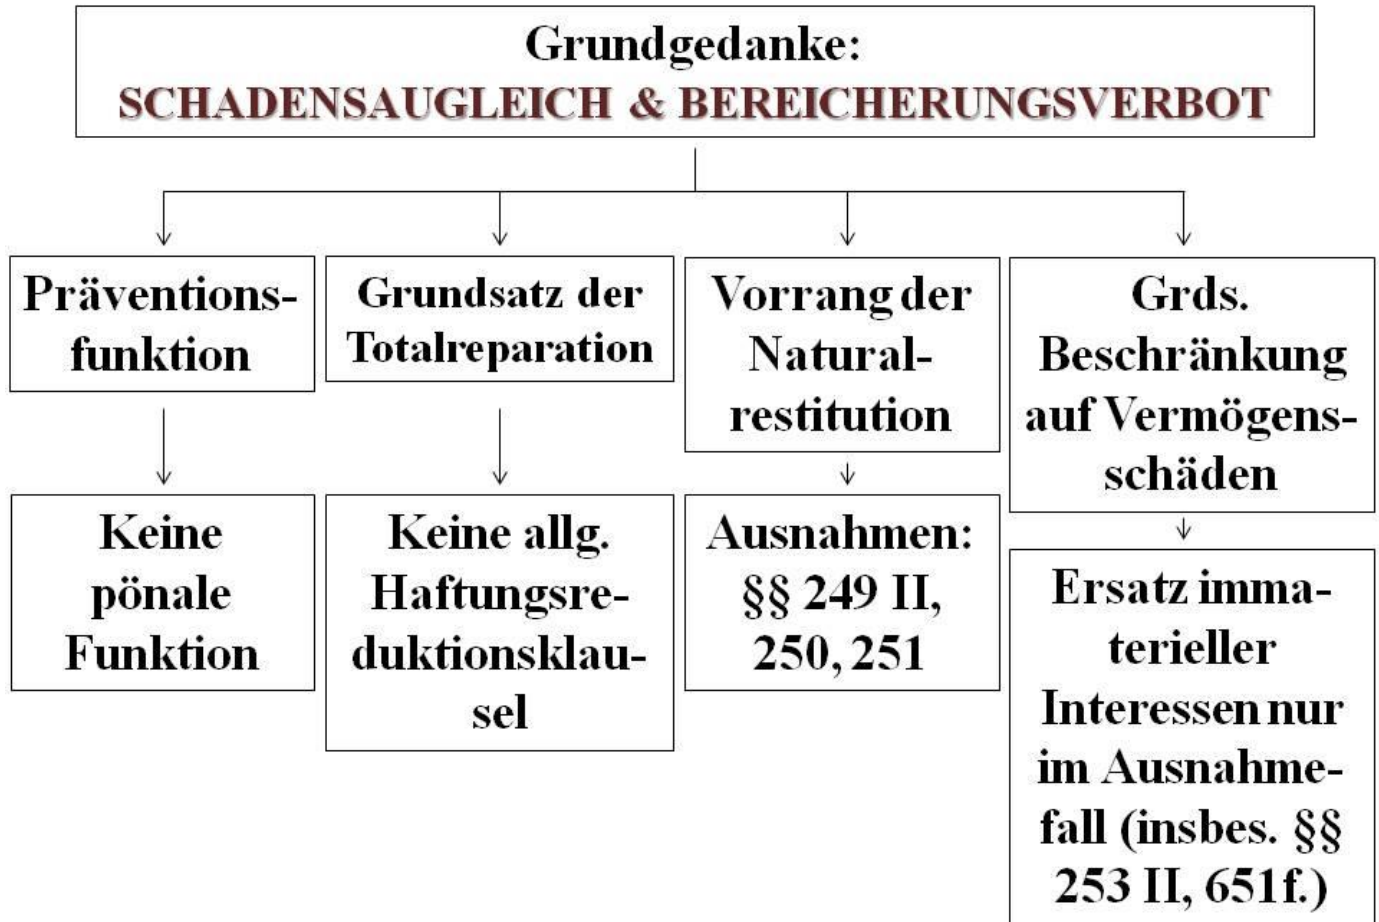 Grundgedanke:
SCHADENSAUGLEICH & BEREICHERUNGSVERBOT
Präventions-
funktion
Keine
pönale
Funktion
Grundsatz der
Totalreparation
Keine allg.
Haftungsre-
duktionsklau-
sel
Vorrang der
Natural-
restitution
Ausnahmen:
§§ 249 II,
250, 251
Grds.
Beschränkung
auf Vermögens-
schäden
Ersatz imma-
terieller
Interessen nur
im Ausnahme-
fall (insbes. §§
253 II, 651f.)